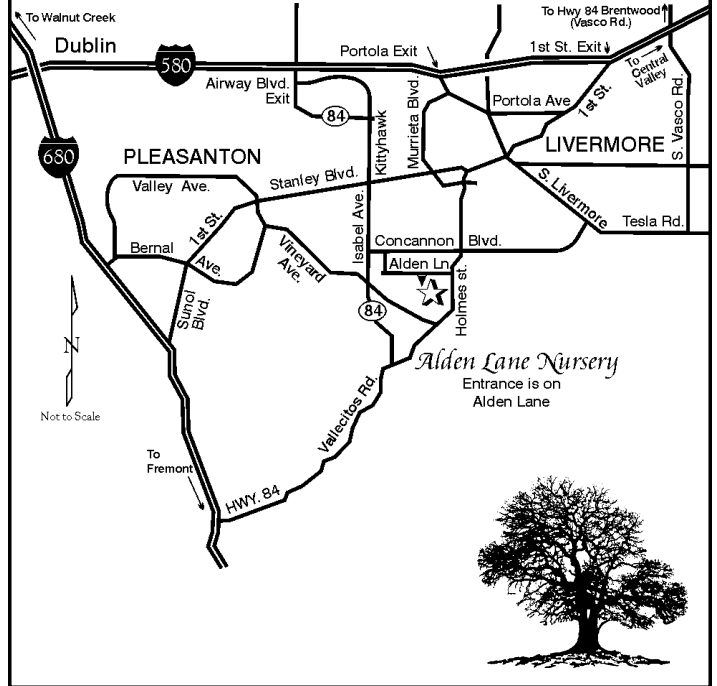 To Walnut Creek
To Hwy 84 Brentwood
(Vasco Rd.)
Dublin
Portola Exit
1st St. Exit
To
Central
Valley
580
Airway Blvd.
Exit
84
Kittyhawk
Murrieta Blvd.
Portola Ave
1st St.
S. Vasco Rd.
LIVERMORE
680
PLEASANTON
Valley Ave.
Stanley Blvd.
S. Livermore
Tesla Rd.
1st St.
Isabel Ave.
Concannon Blvd.
Bernal Ave.
Vineyard
Ave.
Alden Ln.
Holmes st.
Sunol
Blvd.
84
N
Not to Scale
Alden Lane Nursery
Entrance is on
Alden Lane
Vallecitos Rd.
To
Fremont
HWY. 84